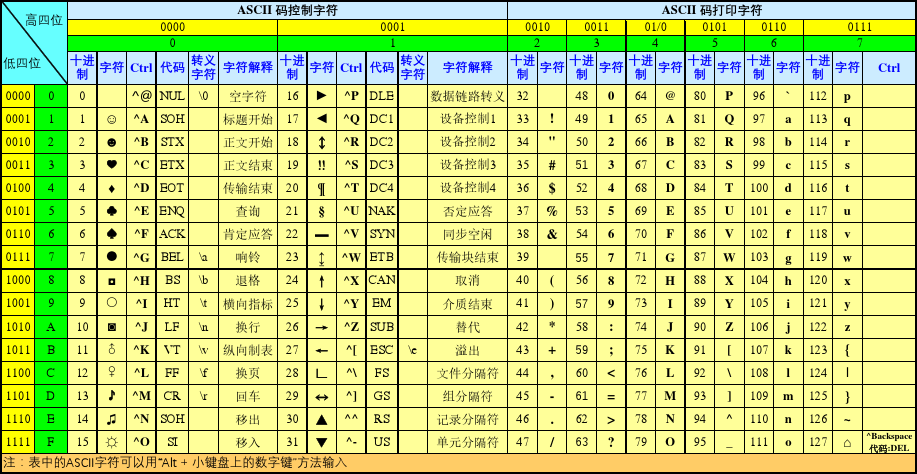 高四位 ASCII 码控制字符 ASCII 码打印字符
0000 0001 0010 0011 01/0 0101 0110 0111
低四位 0 1 2 3 4 5 6 7
十进制 字符 Ctrl 代码 转义字符 字符解释 十进制 字符 Ctrl 代码 转义字符 字符解释 十进制 字符 十进制 字符 十进制 字符 十进制 字符 十进制 字符 十进制 字符 Ctrl
0000 0 0 ^@ NUL \0 空字符 16 ► ^P DLE 数据链路转义 32 48 0 64 @ 80 P 96 ` 112 p
0001 1 1 ☺ ^A SOH 标题开始 17 ◄ ^Q DC1 设备控制1 33 ! 49 1 65 A 81 Q 97 a 113 q
0010 2 2 ☻ ^B STX 正文开始 18 ↕ ^R DC2 设备控制2 34 " 50 2 66 B 82 R 98 b 114 r
0011 3 3 ♥ ^C ETX 正文结束 19 ‼ ^S DC3 设备控制3 35 # 51 3 67 C 83 S 99 c 115 s
0100 4 4 ♦ ^D EOT 传输结束 20 ¶ ^T DC4 设备控制4 36 $ 52 4 68 D 84 T 100 d 116 t
0101 5 5 ♣ ^E ENQ 查询 21 § ^U NAK 否定应答 37 % 53 5 69 E 85 U 101 e 117 u
0110 6 6 ♠ ^F ACK 肯定应答 22 ▬ ^V SYN 同步空闲 38 & 54 6 70 F 86 V 102 f 118 v
0111 7 7 ● ^G BEL \a 响铃 23 ↨ ^W ETB 传输块结束 39 55 7 71 G 87 W 103 g 119 w
1000 8 8 ◘ ^H BS \b 退格 24 ↑ ^X CAN 取消 40 ( 56 8 72 H 88 X 104 h 120 x
1001 9 9 ○ ^I HT \t 横向指标 25 ↓ ^Y EM 介质结束 41 ) 57 9 73 I 89 Y 105 i 121 y
1010 A 10 ◙ ^J LF \n 换行 26 → ^Z SUB 替代 42 * 58 : 74 J 90 Z 106 j 122 z
1011 B 11 ♂ ^K VT \v 纵向制表 27 ← ^[ ESC \e 溢出 43 + 59 ; 75 K 91 [ 107 k 123 {
1100 C 12 ♀ ^L FF \f 换页 28 ∟ ^\ FS 文件分隔符 44 , 60 < 76 L 92 \ 108 l 124 |
1101 D 13 ♪ ^M CR \r 回车 29 ↔ ^] GS 组分隔符 45 - 61 = 77 M 93 ] 109 m 125 }
1110 E 14 ♫ ^N SOH 移出 30 ▲ ^^ RS 记录分隔符 46 . 62 > 78 N 94 ^ 110 n 126 ~
1111 F 15 ☼ ^O SI 移入 31 ▼ ^- US 单元分隔符 47 / 63 ? 79 O 95 _ 111 o 127 ⌂ ^Backspace 代码:DEL
注：表中的ASCII字符可以用“Alt + 小键盘上的数字键”方法输入